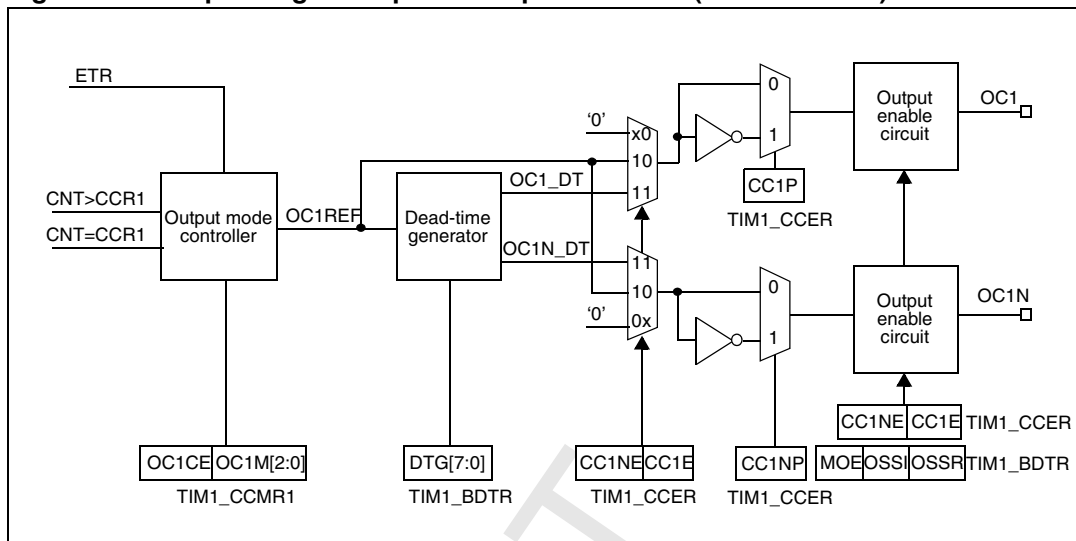 ETR
CNT>CCR1
CNT=CCR1
Output mode
controller
OC1REF
Dead-time
generator
OC1_DT
OC1N_DT
‘0’
x0
10
11
11
10
0x
‘0’
0
1
CC1P
TIM1_CCER
0
1
Output
enable
circuit
OC1
Output
enable
circuit
OC1N
OC1CE OC1M[2:0]
TIM1_CCMR1
DTG[7:0]
TIM1_BDTR
CC1NE CC1E
TIM1_CCER
CC1NP
TIM1_CCER
CC1NE CC1E TIM1_CCER
MOE OSSI OSSR TIM1_BDTR